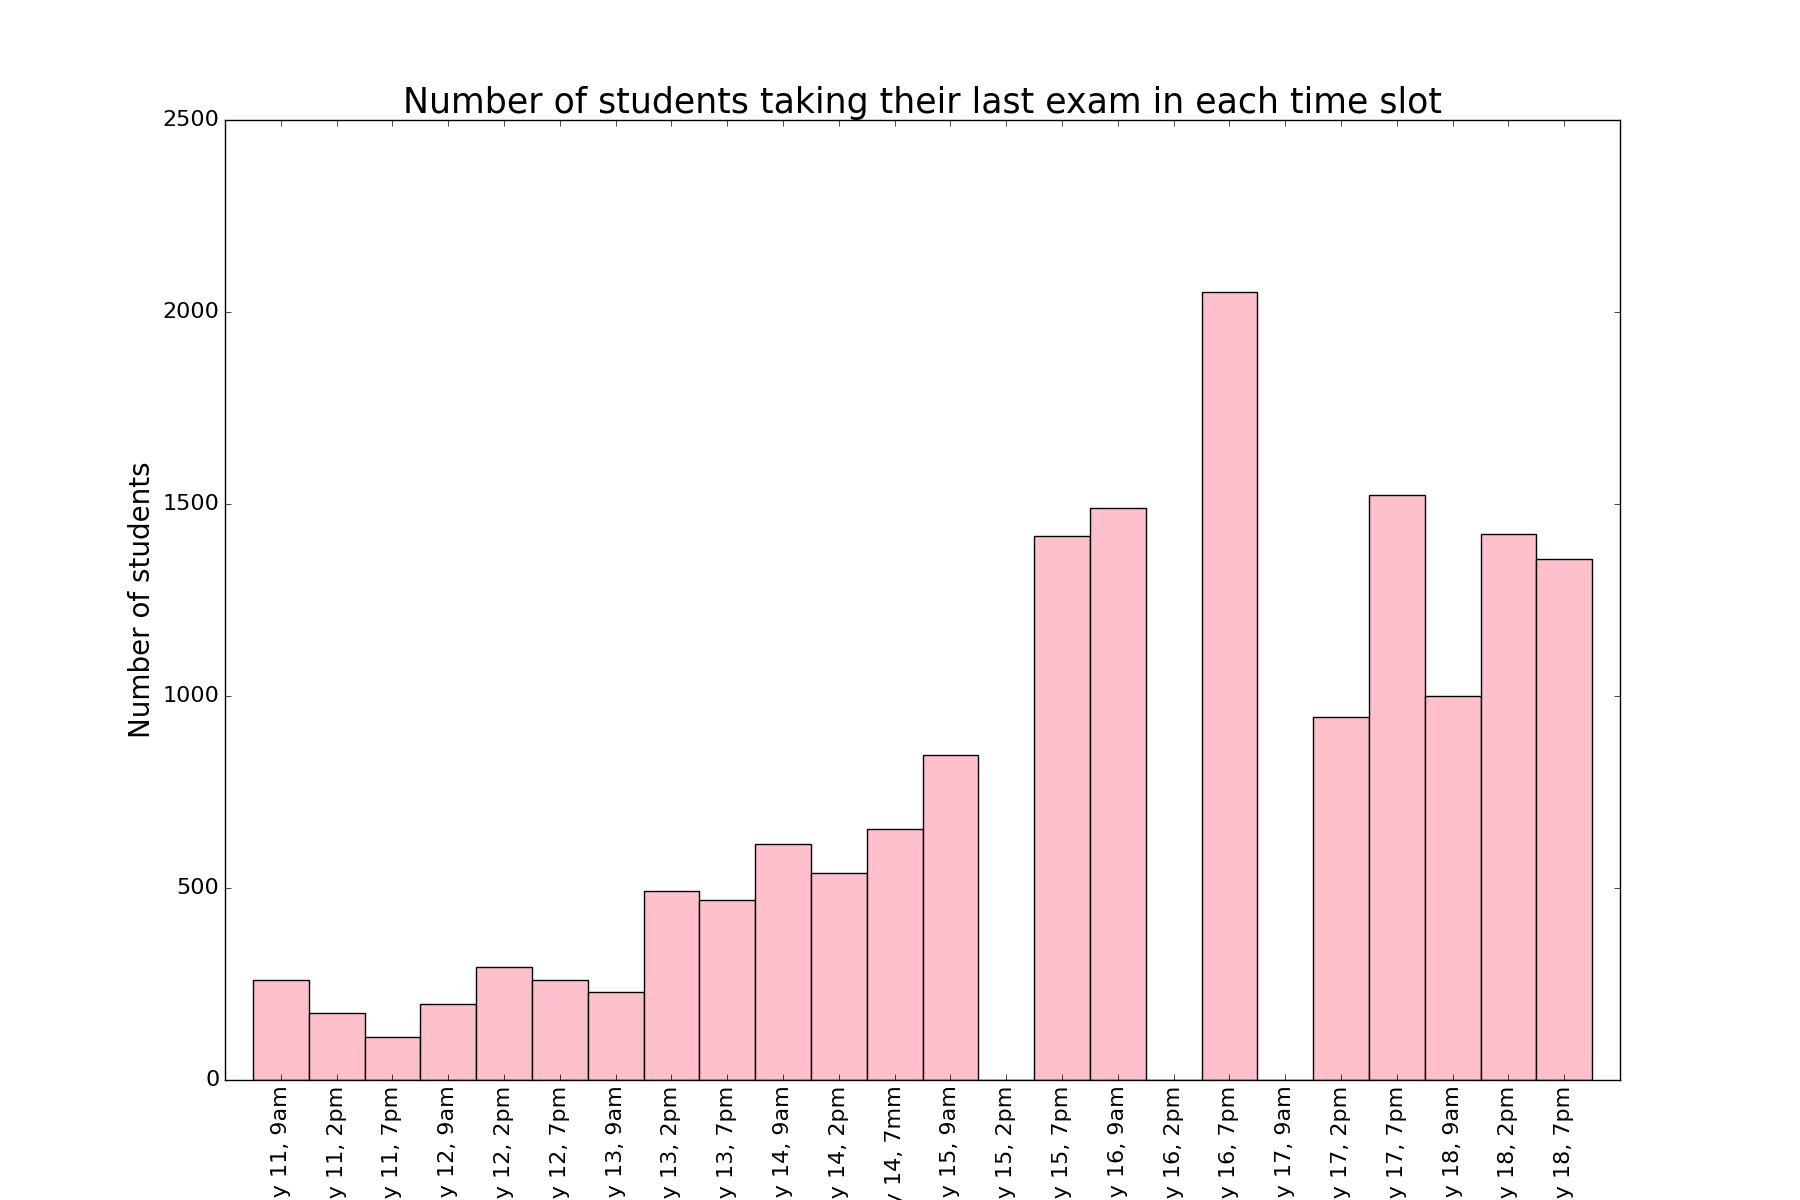 Number of students taking their last exam in each time slot
Number of students
2500
2000
1500
1000
500
0
y 11, 9am
y 11, 2pm
y 11, 7pm
y 12, 9am
y 12, 2pm
y 12, 7pm
y 13, 9am
y 13, 2pm
y 13, 7pm
y 14, 9am
y 14, 2pm
y 14, 7mm
y 15, 9am
y 15, 2pm
y 15, 7pm
y 16, 9am
y 16, 2pm
y 16, 7pm
y 17, 9am
y 17, 2pm
y 17, 7pm
y 18, 9am
y 18, 2pm
y 18, 7pm